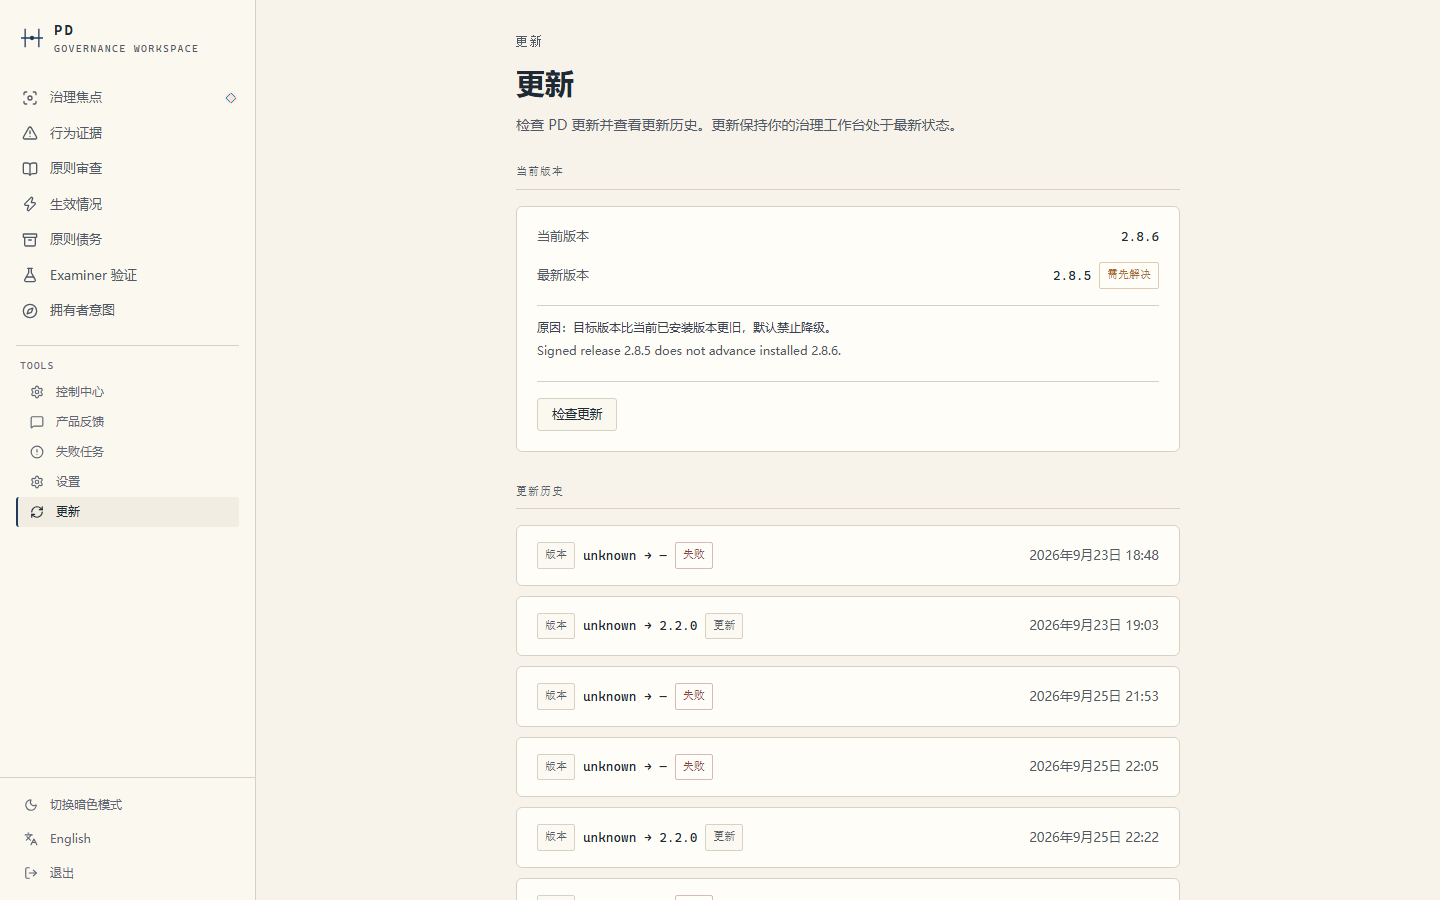 PD
GOVERNANCE WORKSPACE
治理焦点
行为证据
原则审查
生效情况
原则债务
Examiner 验证
拥有者意图
TOOLS
控制中心
产品反馈
失败任务
设置
更新
切换暗色模式
English
退出
更新
更新
检查 PD 更新并查看更新历史。更新保持你的治理工作台处于最新状态。
当前版本
当前版本 2.8.6
最新版本 2.8.5 需先解决
原因：目标版本比当前已安装版本更旧，默认禁止降级。
Signed release 2.8.5 does not advance installed 2.8.6.
检查更新
更新历史
版本 unknown → — 失败 2026年9月23日 18:48
版本 unknown → 2.2.0 更新 2026年9月23日 19:03
版本 unknown → — 失败 2026年9月25日 21:53
版本 unknown → — 失败 2026年9月25日 22:05
版本 unknown → 2.2.0 更新 2026年9月25日 22:22